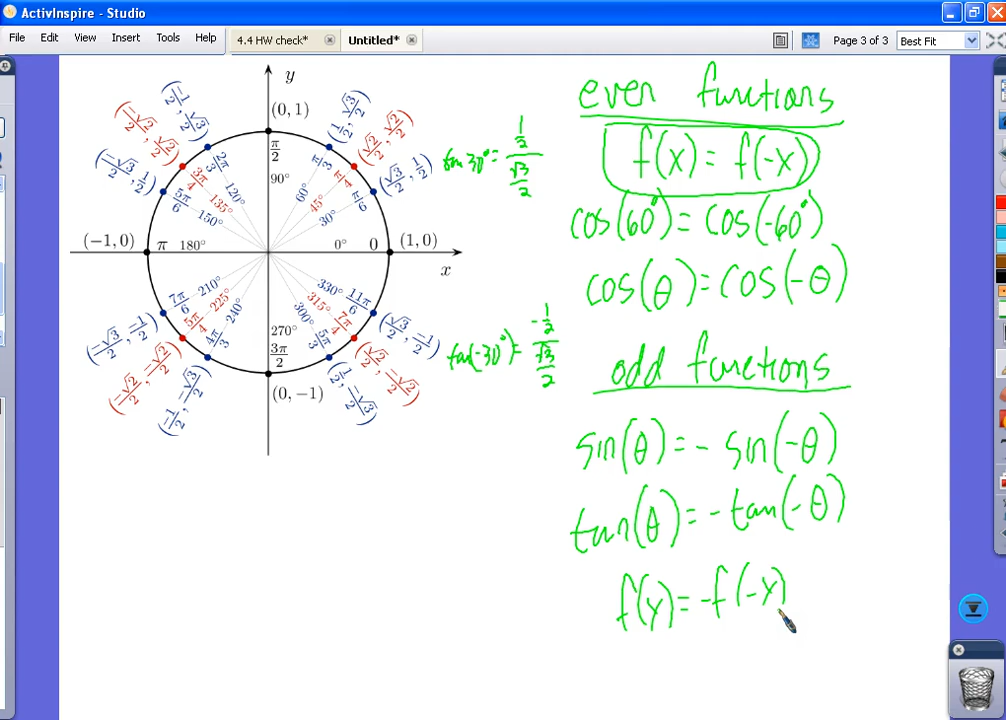 ActivInspire - Studio
File Edit View Insert Tools Help
4.4 HW check* Untitled*
Page 3 of 3 Best Fit
y
(0, 1)
(1/2, √3/2)
(√2/2, √2/2)
(√3/2, 1/2)
(1, 0)
x
(-1/2, √3/2)
(-√2/2, √2/2)
(-√3/2, 1/2)
(-1, 0)
π/2
90°
π/3
60°
π/4
45°
π/6
30°
0° 0
2π/3
120°
3π/4
135°
5π/6
150°
π 180°
7π/6
210°
5π/4
225°
4π/3
240°
270°
3π/2
300°
5π/3
315°
7π/4
330°
11π/6
(-√3/2, -1/2)
(-√2/2, -√2/2)
(-1/2, -√3/2)
(0, -1)
(1/2, -√3/2)
(√2/2, -√2/2)
(√3/2, -1/2)
tan 30° = 1/2 / √3/2
tan(-30°) = -1/2 / √3/2
even functions
f(x) = f(-x)
cos(60°) = cos(-60°)
cos(θ) = cos(-θ)
odd functions
sin(θ) = - sin(-θ)
tan(θ) = - tan(-θ)
f(x) = -f(-x)